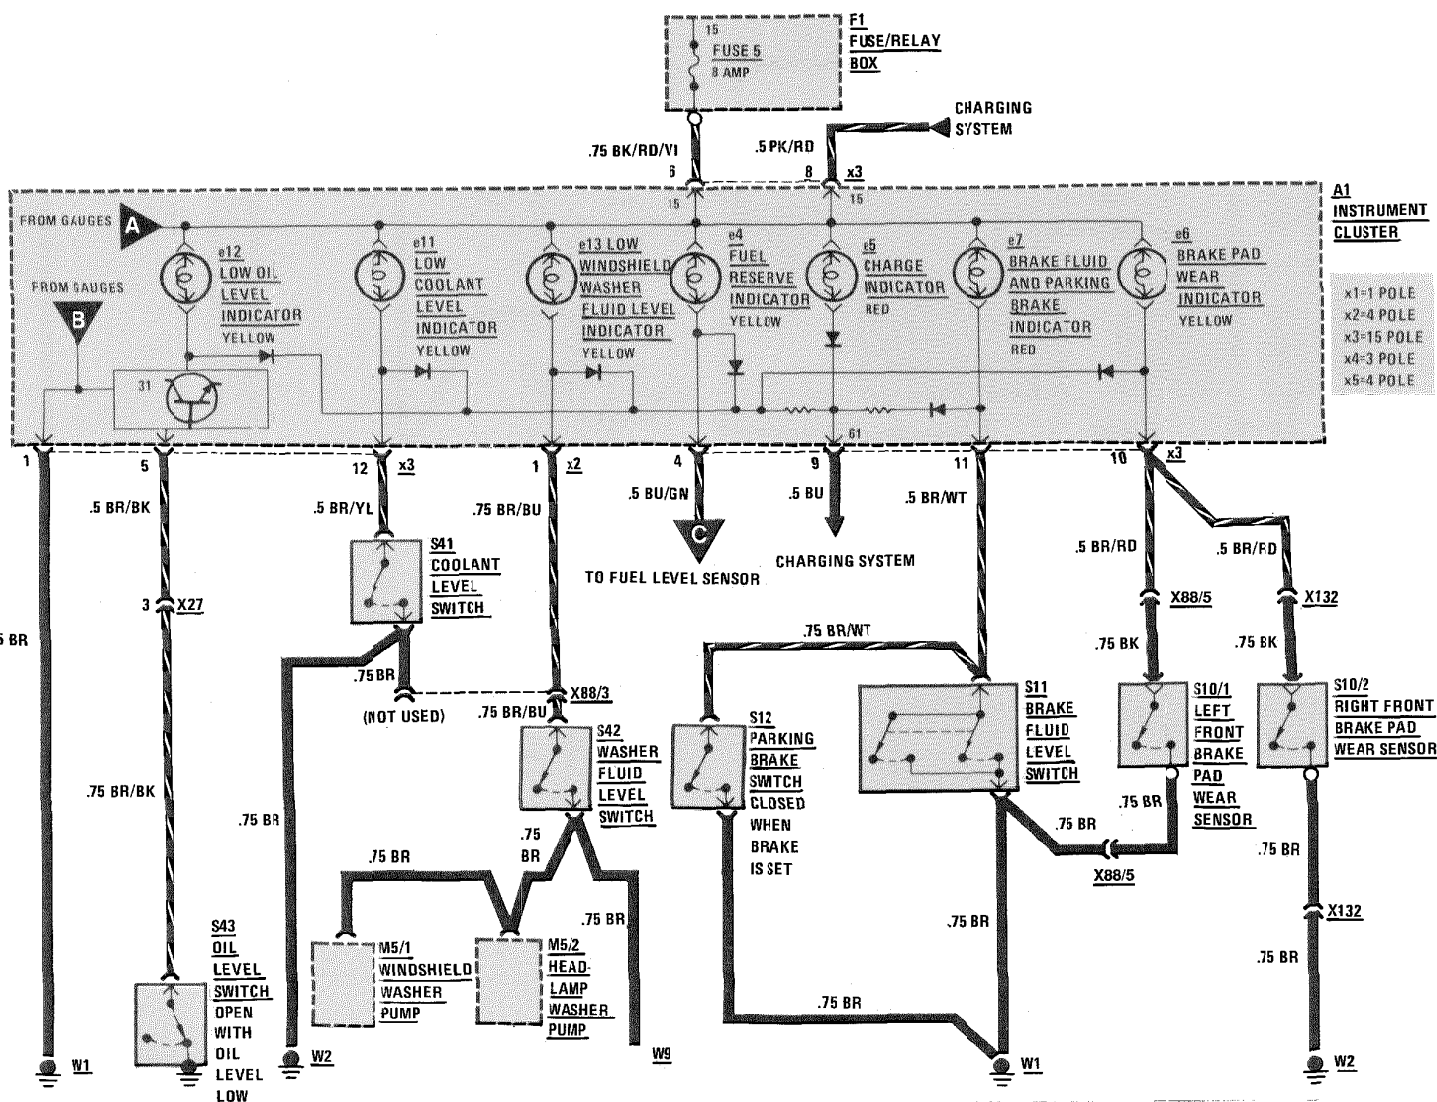 15
FUSE 5
8 AMP
F1
FUSE/RELAY
BOX
CHARGING
SYSTEM
.75 BK/RD/VI
.5 PK/RD
6
8
x3
15
15
A1
INSTRUMENT
CLUSTER
FROM GAUGES
A
e12
LOW OIL
LEVEL
INDICATOR
YELLOW
e11
LOW
COOLANT
LEVEL
INDICATOR
YELLOW
e13 LOW
WINDSHIELD
WASHER
FLUID LEVEL
INDICATOR
YELLOW
e4
FUEL
RESERVE
INDICATOR
YELLOW
e5
CHARGE
INDICATOR
RED
e7
BRAKE FLUID
AND PARKING
BRAKE
INDICATOR
RED
e6
BRAKE PAD
WEAR
INDICATOR
YELLOW
FROM GAUGES
B
x1=1 POLE
x2=4 POLE
x3=15 POLE
x4=3 POLE
x5=4 POLE
31
61
1
5
12
x3
1
x2
4
9
11
10
x3
.5 BR/BK
.5 BR/YL
.75 BR/BU
.5 BU/GN
.5 BU
.5 BR/WT
C
TO FUEL LEVEL SENSOR
CHARGING SYSTEM
.5 BR/RD
.5 BR/RD
S41
COOLANT
LEVEL
SWITCH
3
X27
X88/5
X132
5 BR
.75 BR/WT
.75 BK
.75 BK
.75BR
(NOT USED)
X88/3
.75 BR/BU
S42
WASHER
FLUID
LEVEL
SWITCH
S12
PARKING
BRAKE
SWITCH
CLOSED
WHEN
BRAKE
IS SET
S11
BRAKE
FLUID
LEVEL
SWITCH
S10/1
LEFT
FRONT
BRAKE
PAD
WEAR
SENSOR
S10/2
RIGHT FRONT
BRAKE PAD
WEAR SENSOR
.75 BR/BK
.75 BR
.75 BR
.75
BR
.75 BR
.75 BR
X88/5
.75 BR
.75 BR
X132
.75 BR
.75 BR
.75 BR
S43
OIL
LEVEL
SWITCH
OPEN
WITH
OIL
LEVEL
LOW
M5/1
WINDSHIELD
WASHER
PUMP
M5/2
HEAD-
LAMP
WASHER
PUMP
.75 BR
W1
W2
W9
W1
W2